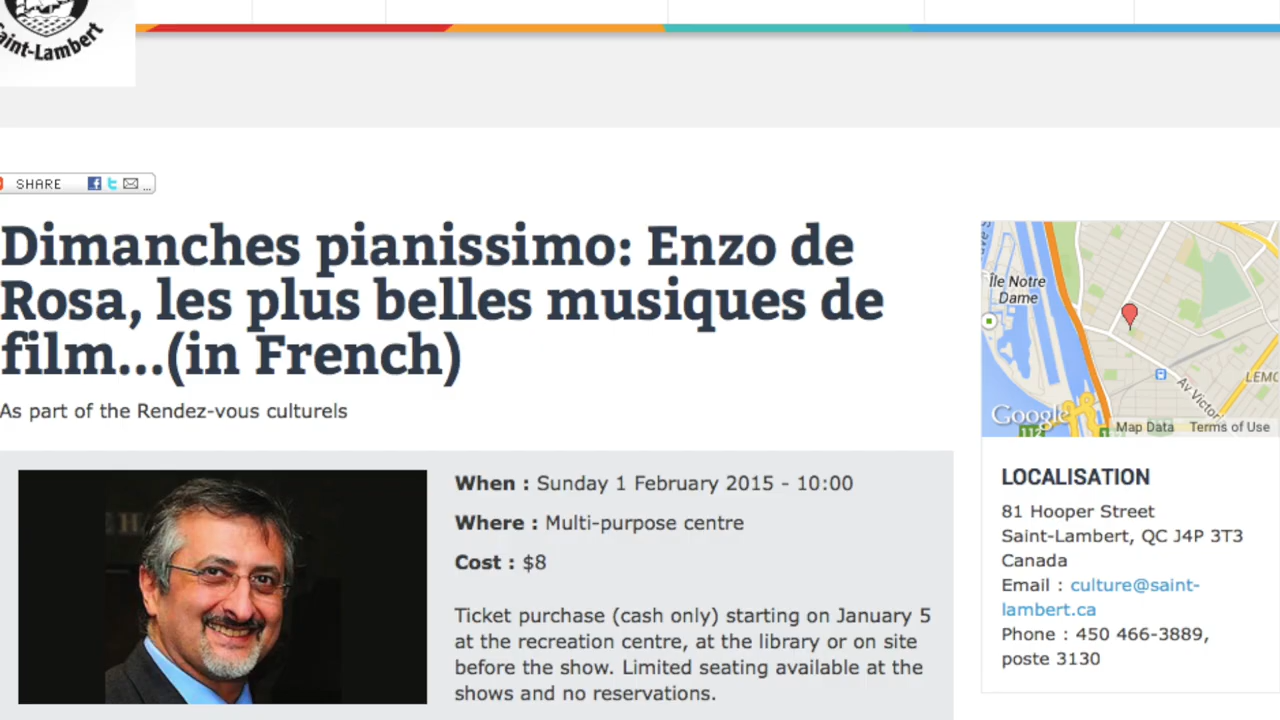 Saint-Lambert
SHARE
Dimanches pianissimo: Enzo de
Rosa, les plus belles musiques de
film...(in French)
As part of the Rendez-vous culturels
When : Sunday 1 February 2015 - 10:00
Where : Multi-purpose centre
Cost : $8
Ticket purchase (cash only) starting on January 5
at the recreation centre, at the library or on site
before the show. Limited seating available at the
shows and no reservations.
Île Notre
Dame
LEMO
Av Victor
Google
112
Map Data Terms of Use
LOCALISATION
81 Hooper Street
Saint-Lambert, QC J4P 3T3
Canada
Email : culture@saint-
lambert.ca
Phone : 450 466-3889,
poste 3130